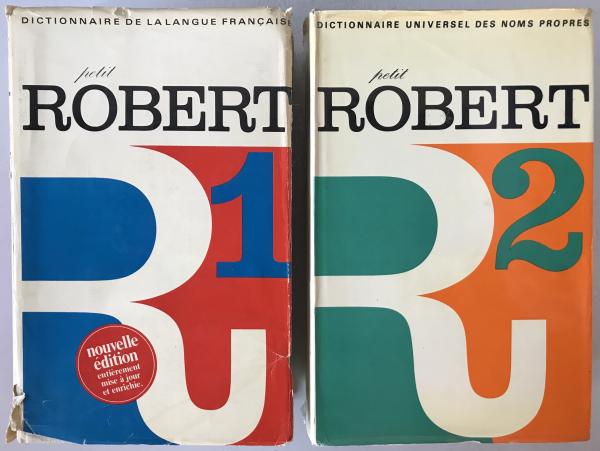 DICTIONNAIRE DE LA LANGUE FRANÇAISE
petit
ROBERT
1
nouvelle
édition
entièrement
mise à jour
et enrichie.
DICTIONNAIRE UNIVERSEL DES NOMS PROPRES
petit
ROBERT
2
R
R